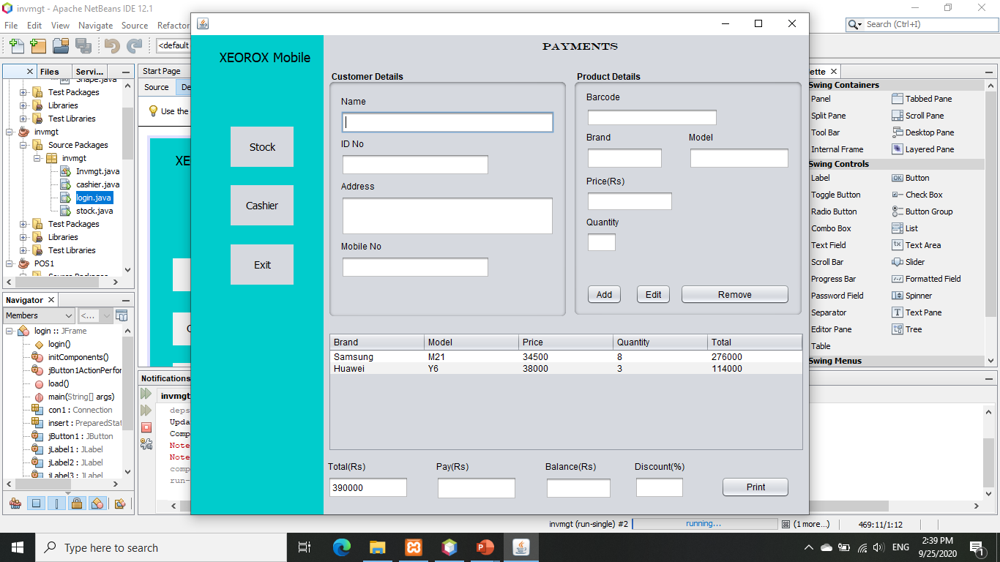 invmgt - Apache NetBeans IDE 12.1
File Edit View Navigate Source Refactor
Search (Ctrl+I)
<default
Files Servi...
Shape.java
Test Packages
Libraries
Test Libraries
invmgt
Source Packages
invmgt
Invmgt.java
cashier.java
login.java
stock.java
Test Packages
Libraries
Test Libraries
POS1
Navigator
Members <...
login :: JFrame
login()
initComponents()
jButton1ActionPerfor
load()
main(String[] args)
con1 : Connection
insert : PreparedStat
jButton1 : JButton
jLabel1 : JLabel
jLabel2 : JLabel
jLabel3 : JLabel
Start Page
Source De
Use the
XE
C
Notifications
invmgt
deps
Upda
Comp
Note
Note
comp
run-
XEOROX Mobile
Stock
Cashier
Exit
PAYMENTS
Customer Details
Name
ID No
Address
Mobile No
Product Details
Barcode
Brand Model
Price(Rs)
Quantity
Add Edit Remove
Brand Model Price Quantity Total
Samsung M21 34500 8 276000
Huawei Y6 38000 3 114000
Total(Rs) Pay(Rs) Balance(Rs) Discount(%)
390000
Print
ette
Swing Containers
Panel Tabbed Pane
Split Pane Scroll Pane
Tool Bar Desktop Pane
Internal Frame Layered Pane
Swing Controls
Label OK Button
Toggle Button Check Box
Radio Button Button Group
Combo Box List
Text Field Text Area
Scroll Bar Slider
Progress Bar Formatted Field
Password Field Spinner
Separator Text Pane
Editor Pane Tree
Table
Swing Menus
invmgt (run-single) #2 running... (1 more...) 469:11/1:12
Type here to search
ENG
2:39 PM
9/25/2020
1